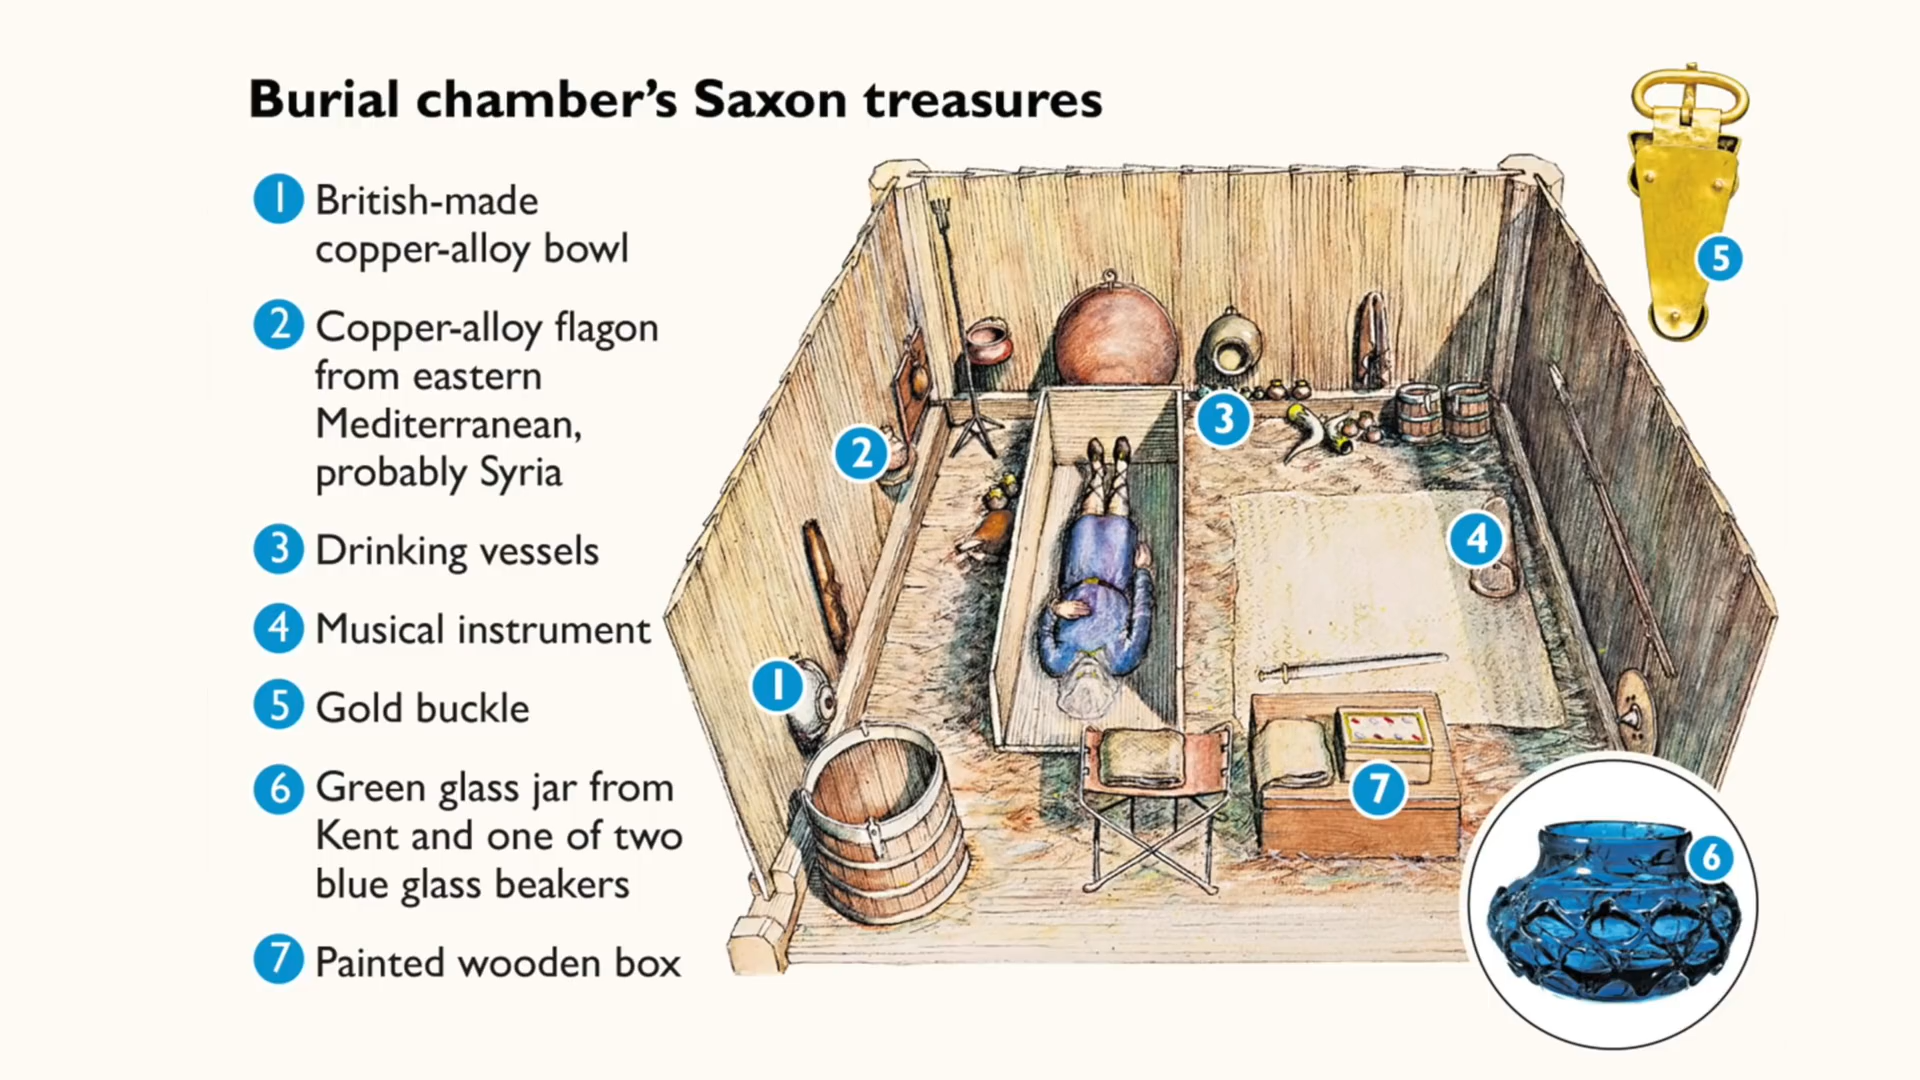 Burial chamber’s Saxon treasures
1 British-made
copper-alloy bowl
2 Copper-alloy flagon
from eastern
Mediterranean,
probably Syria
3 Drinking vessels
4 Musical instrument
5 Gold buckle
6 Green glass jar from
Kent and one of two
blue glass beakers
7 Painted wooden box
5
3
2
4
1
7
6